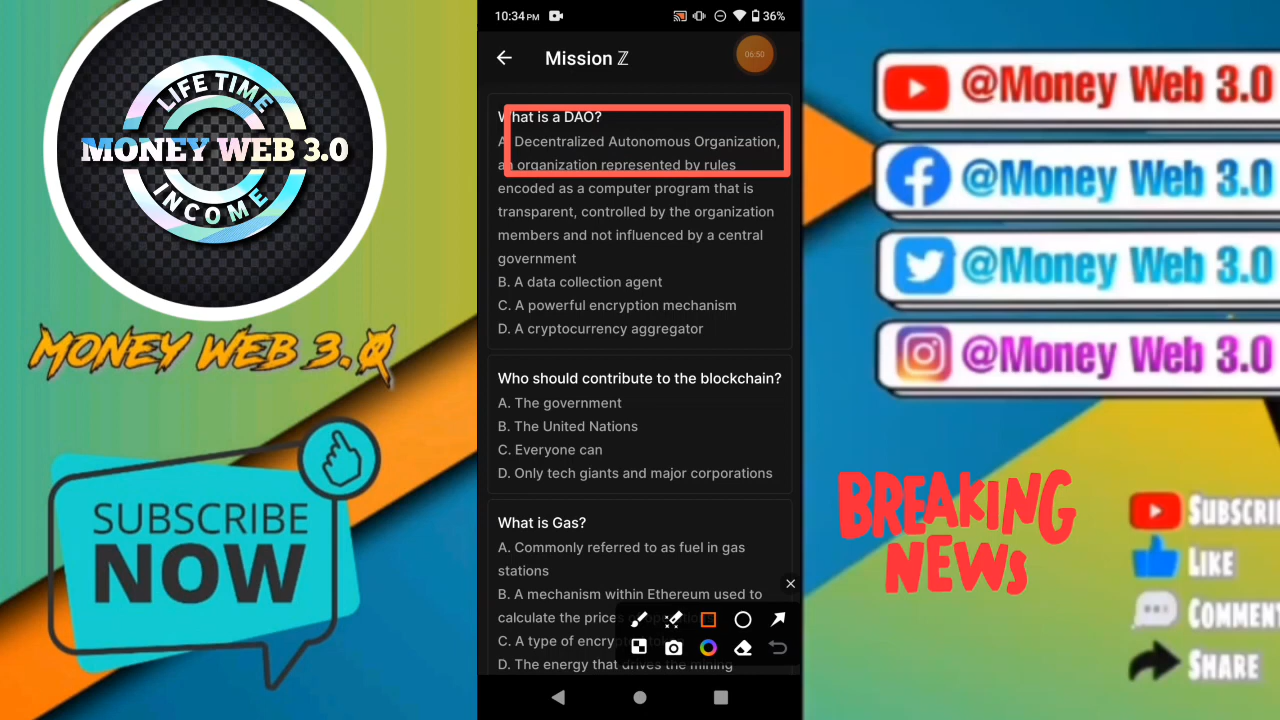 LIFE TIME
MONEY WEB 3.0
INCOME
MONEY WEB 3.0
SUBSCRIBE
NOW
10:34 PM
36%
Mission ℤ
06:50
What is a DAO?
A. Decentralized Autonomous Organization,
an organization represented by rules
encoded as a computer program that is
transparent, controlled by the organization
members and not influenced by a central
government
B. A data collection agent
C. A powerful encryption mechanism
D. A cryptocurrency aggregator
Who should contribute to the blockchain?
A. The government
B. The United Nations
C. Everyone can
D. Only tech giants and major corporations
What is Gas?
A. Commonly referred to as fuel in gas
stations
B. A mechanism within Ethereum used to
calculate the prices of
C. A type of
D. The energy that drives the mining
@Money Web 3.0
@Money Web 3.0
@Money Web 3.0
@Money Web 3.0
BREAKING
NEWS
SUBSCRI
LIKE
COMMENT
SHARE